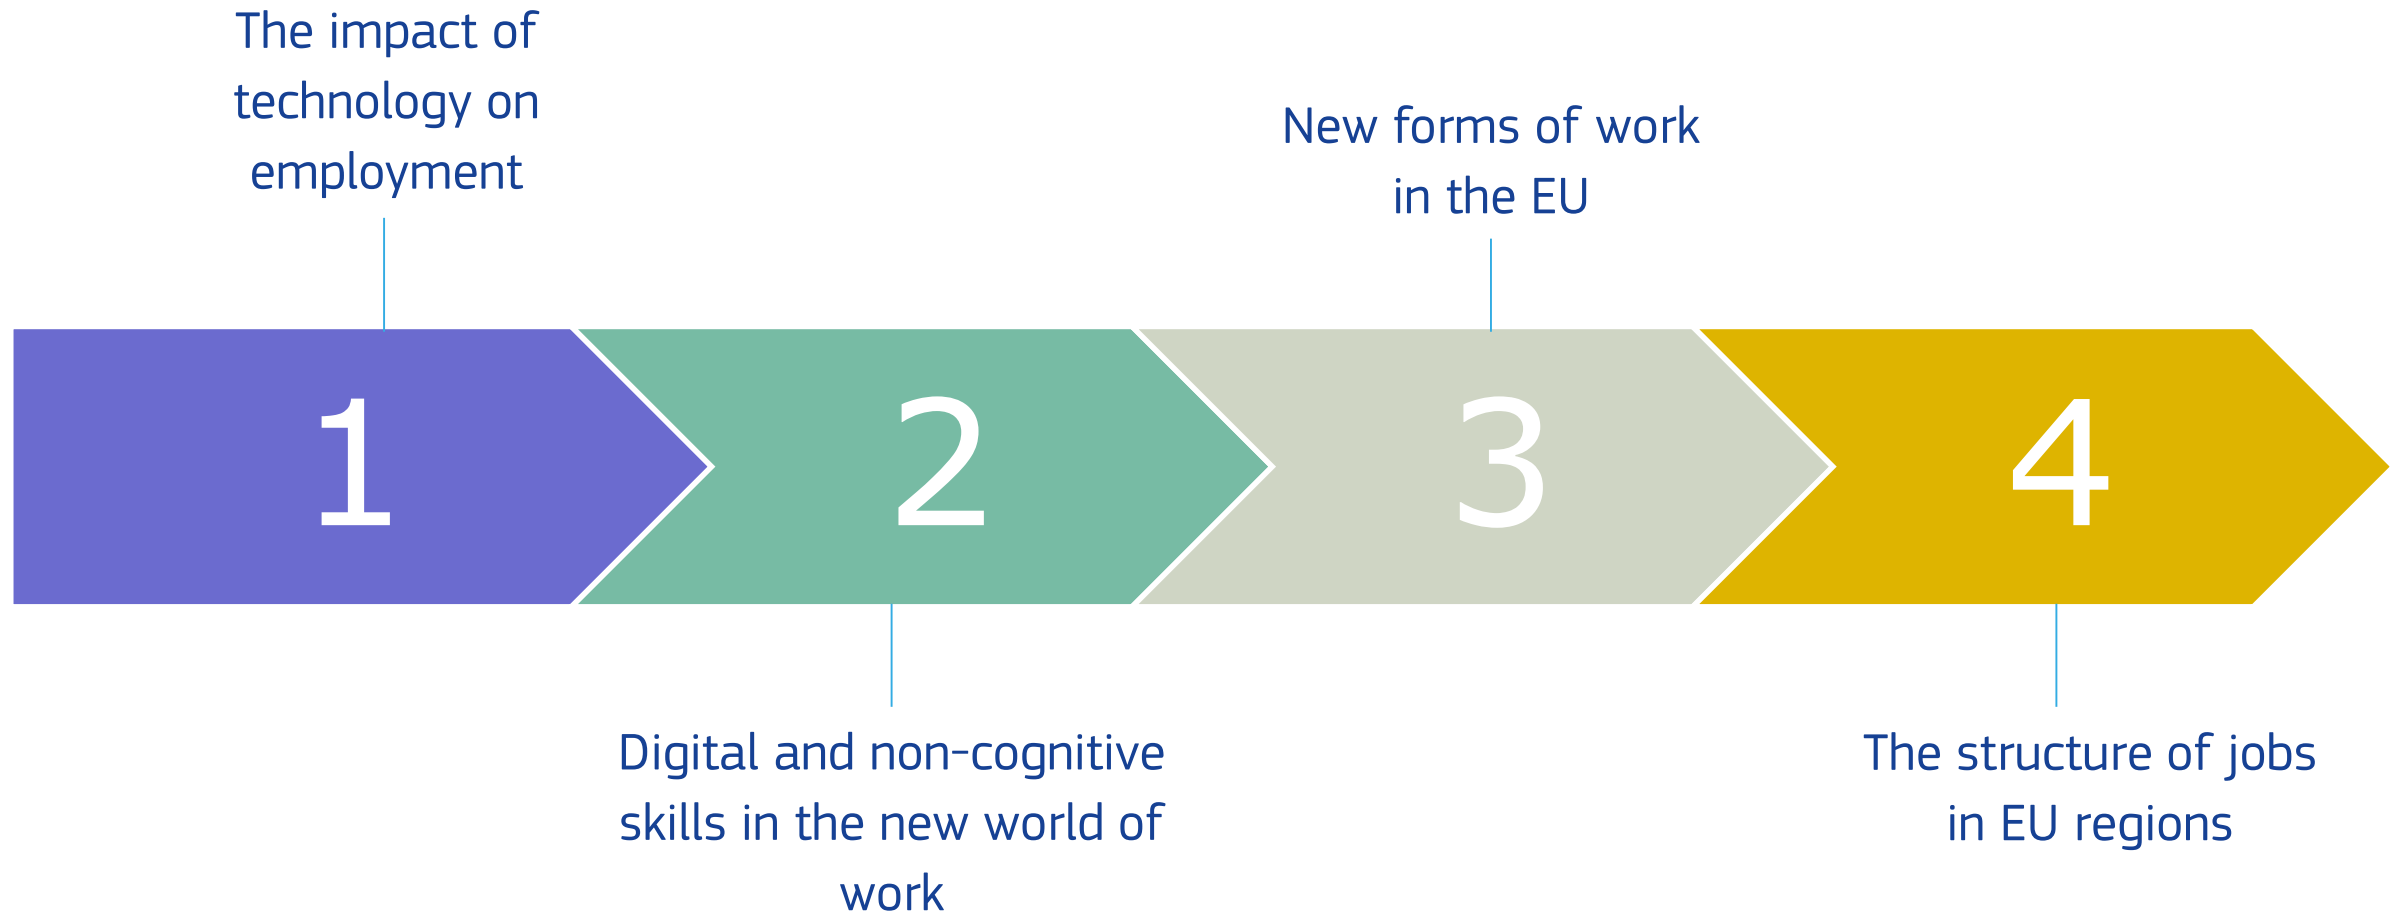 The impact of
technology on
employment
New forms of work
in the EU
1
2
3
4
Digital and non-cognitive
skills in the new world of
work
The structure of jobs
in EU regions